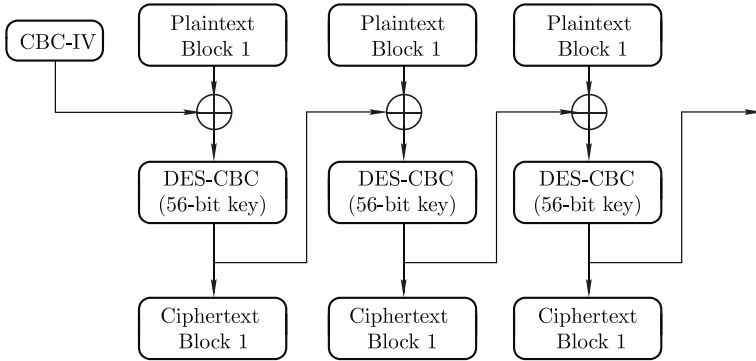 CBC-IV
Plaintext
Block 1
Plaintext
Block 1
Plaintext
Block 1
DES-CBC
(56-bit key)
DES-CBC
(56-bit key)
DES-CBC
(56-bit key)
Ciphertext
Block 1
Ciphertext
Block 1
Ciphertext
Block 1